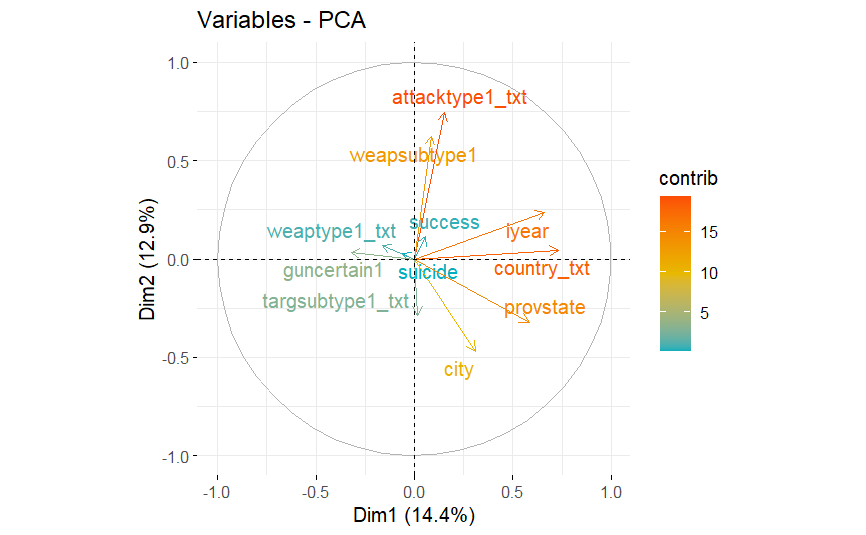 Variables - PCA
1.0
0.5
0.0
-0.5
-1.0
Dim2 (12.9%)
attacktype1_txt
weapsubtype1
success
weaptype1_txt
iyear
guncertain1
suicide
country_txt
targsubtype1_txt
provstate
city
-1.0
-0.5
0.0
0.5
1.0
Dim1 (14.4%)
contrib
15
10
5